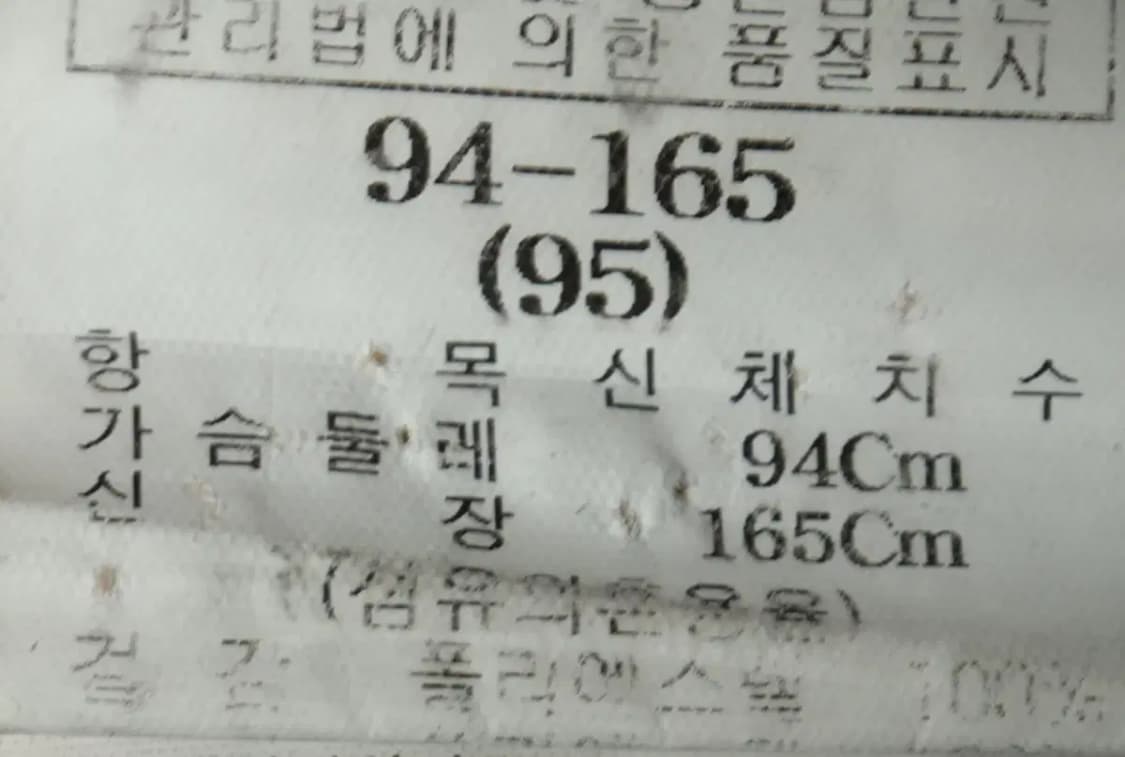 관리법에 의한 품질표시
94-165
(95)
항 목 신 체 치 수
가 슴 둘 레 94Cm
신 장 165Cm
(섬유의혼용율)
겉 감 폴리에스텔 100%